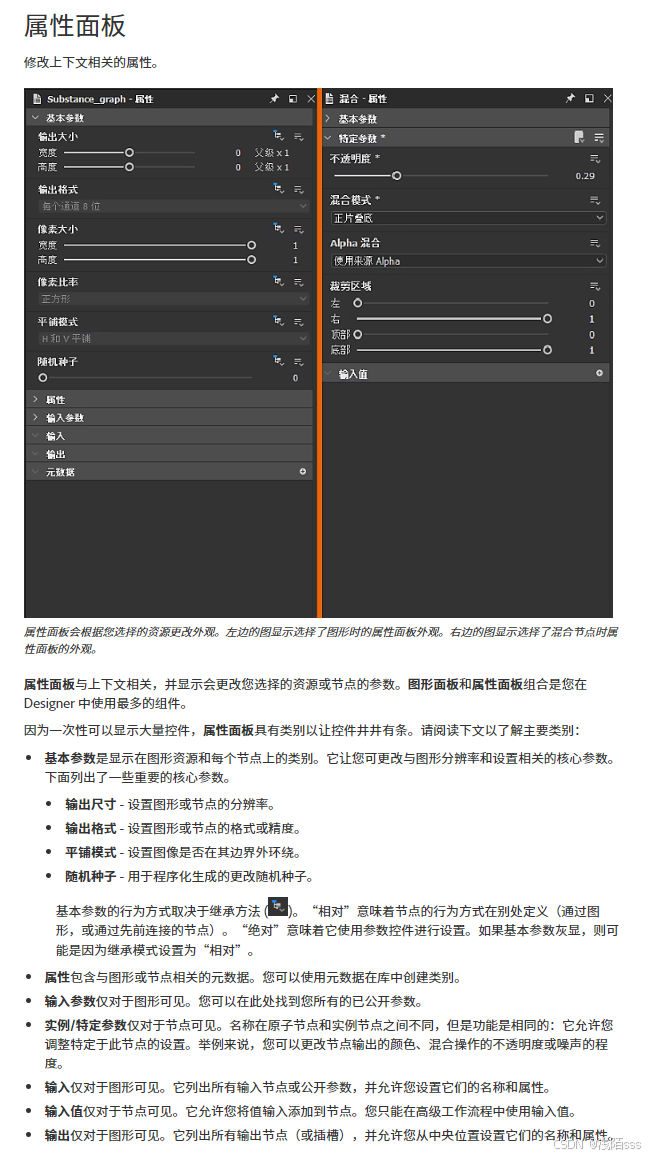 属性面板
修改上下文相关的属性。
Substance_graph - 属性
基本参数
输出大小
宽度 0 父级 x 1
高度 0 父级 x 1
输出格式
每个通道 8 位
像素大小
宽度 1
高度 1
像素比率
正方形
平铺模式
H 和 V 平铺
随机种子
0
属性
输入参数
输入
输出
元数据
混合 - 属性
基本参数
特定参数 *
不透明度 *
0.29
混合模式 *
正片叠底
Alpha 混合
使用来源 Alpha
裁剪区域
左 0
右 1
顶部 0
底部 1
输入值
属性面板会根据您选择的资源更改外观。左边的图显示选择了图形时的属性面板外观。右边的图显示选择了混合节点时属
性面板的外观。
属性面板与上下文相关，并显示会更改您选择的资源或节点的参数。图形面板和属性面板组合是您在
Designer 中使用最多的组件。
因为一次性可以显示大量控件，属性面板具有类别以让控件井井有条。请阅读下文以了解主要类别：
• 基本参数是显示在图形资源和每个节点上的类别。它让您可更改与图形分辨率和设置相关的核心参数。
下面列出了一些重要的核心参数。
• 输出尺寸 - 设置图形或节点的分辨率。
• 输出格式 - 设置图形或节点的格式或精度。
• 平铺模式 - 设置图像是否在其边界外环绕。
• 随机种子 - 用于程序化生成的更改随机种子。
基本参数的行为方式取决于继承方法 ( )。“相对”意味着节点的行为方式在别处定义（通过图
形，或通过先前连接的节点）。“绝对”意味着它使用参数控件进行设置。如果基本参数灰显，则可
能是因为继承模式设置为“相对”。
• 属性包含与图形或节点相关的元数据。您可以使用元数据在库中创建类别。
• 输入参数仅对于图形可见。您可以在此处找到您所有的已公开参数。
• 实例/特定参数仅对于节点可见。名称在原子节点和实例节点之间不同，但是功能是相同的：它允许您
调整特定于此节点的设置。举例来说，您可以更改节点输出的颜色、混合操作的不透明度或噪声的程
度。
• 输入仅对于图形可见。它列出所有输入节点或公开参数，并允许您设置它们的名称和属性。
• 输入值仅对于节点可见。它允许您将值输入添加到节点。您只能在高级工作流程中使用输入值。
• 输出仅对于图形可见。它列出所有输出节点（或插槽），并允许您从中央位置设置它们的名称和属性。